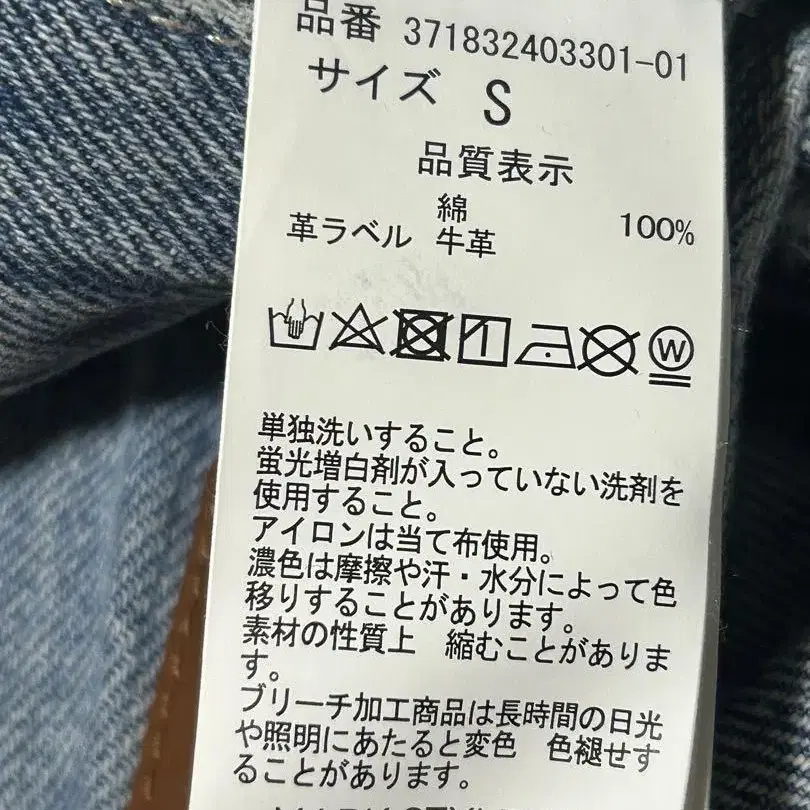 品番 371832403301-01
サイズ S
品質表示
綿 100%
革ラベル 牛革
W
単独洗いすること。
蛍光増白剤が入っていない洗剤を
使用すること。
アイロンは当て布使用。
濃色は摩擦や汗・水分によって色
移りすることがあります。
素材の性質上 縮むことがありま
す。
ブリーチ加工商品は長時間の日光
や照明にあたると変色 色褪せす
ることがあります。